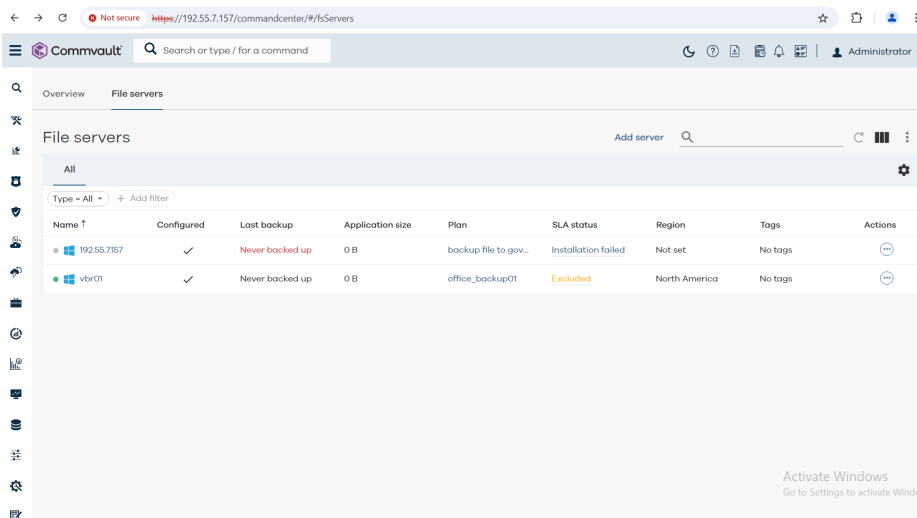 Not secure https://192.55.7.157/commandcenter/#/fsServers
Commvault Search or type / for a command Administrator
Overview File servers
File servers Add server
All
Type = All + Add filter
Name ↑ Configured Last backup Application size Plan SLA status Region Tags Actions
192.55.7.157 Never backed up 0 B backup file to gov... Installation failed Not set No tags
vbr01 Never backed up 0 B office_backup01 Excluded North America No tags
Activate Windows
Go to Settings to activate Wind